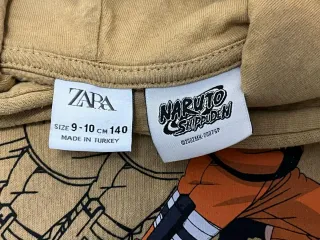 ZARA
SIZE 9-10 CM 140
MADE IN TURKEY
NARUTO
SHIPPUDEN